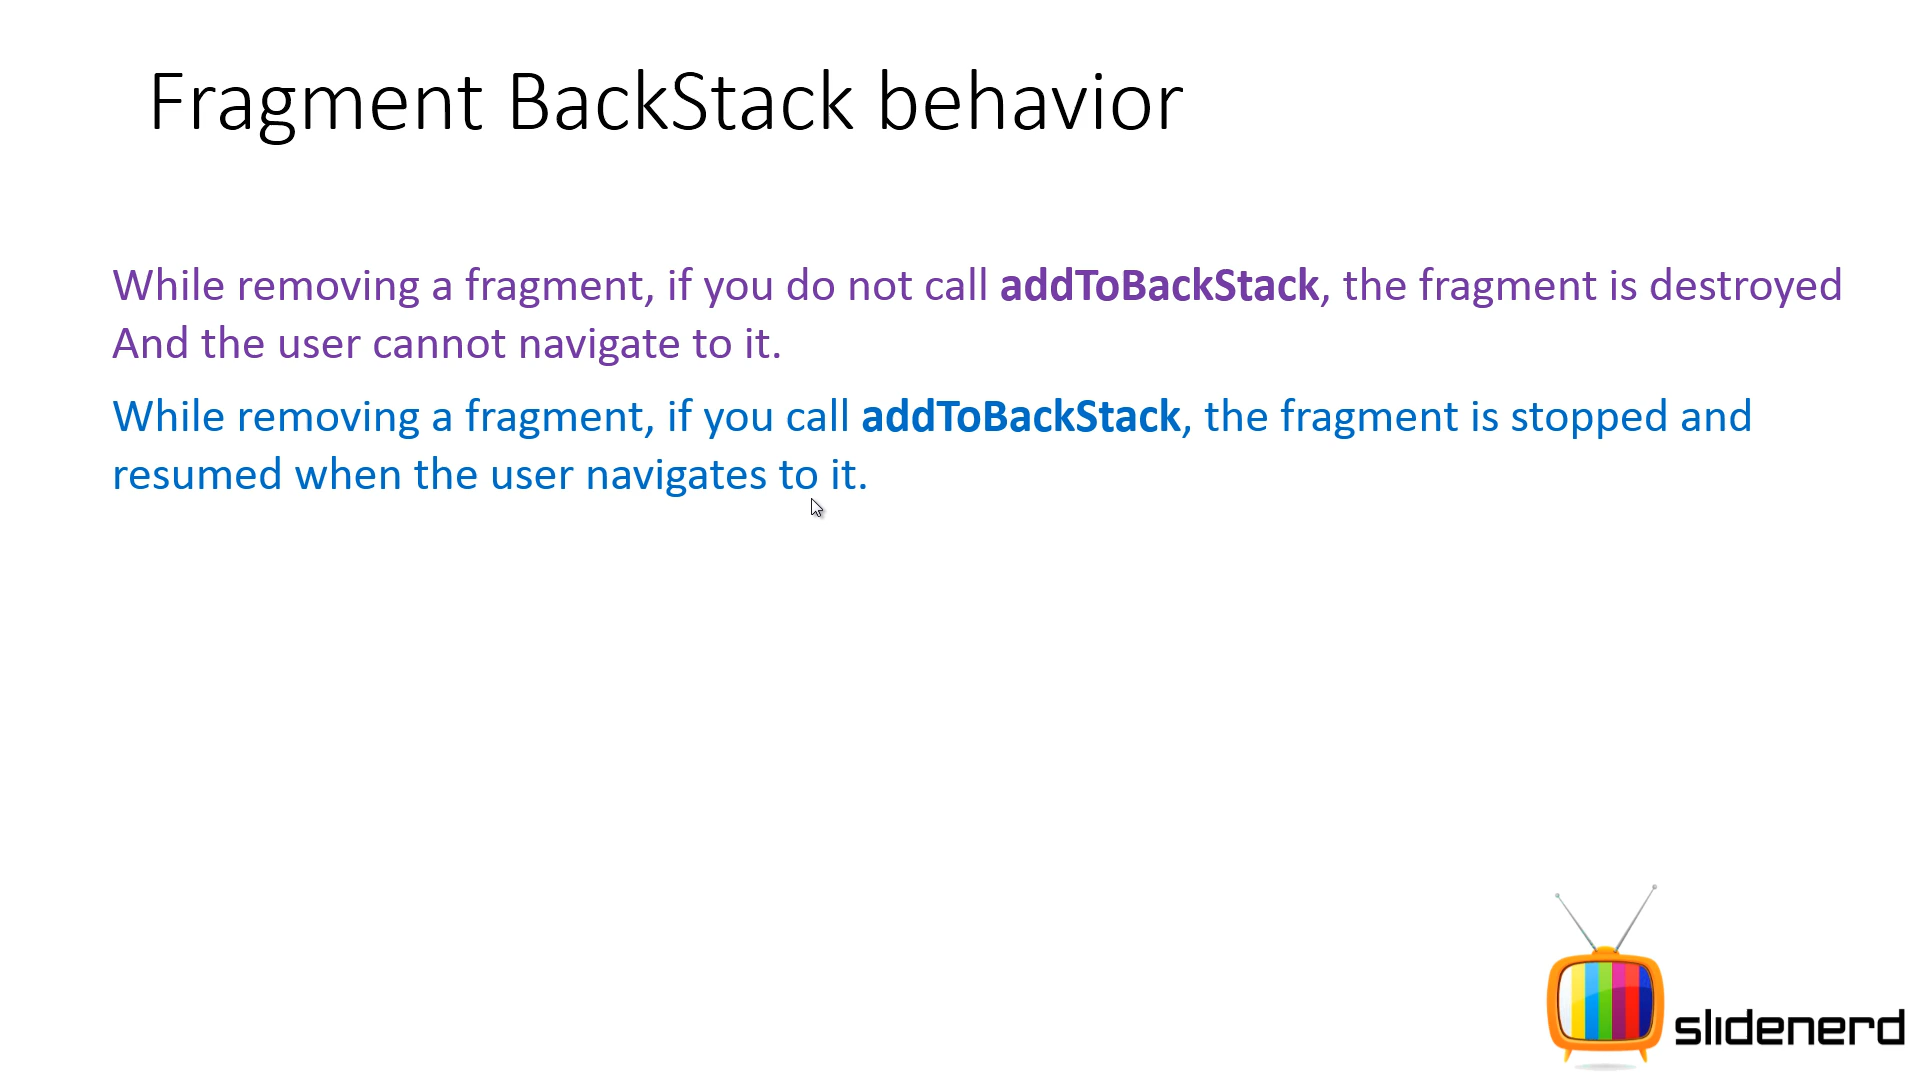 Fragment BackStack behavior
While removing a fragment, if you do not call addToBackStack, the fragment is destroyed
And the user cannot navigate to it.
While removing a fragment, if you call addToBackStack, the fragment is stopped and
resumed when the user navigates to it.
slidenerd